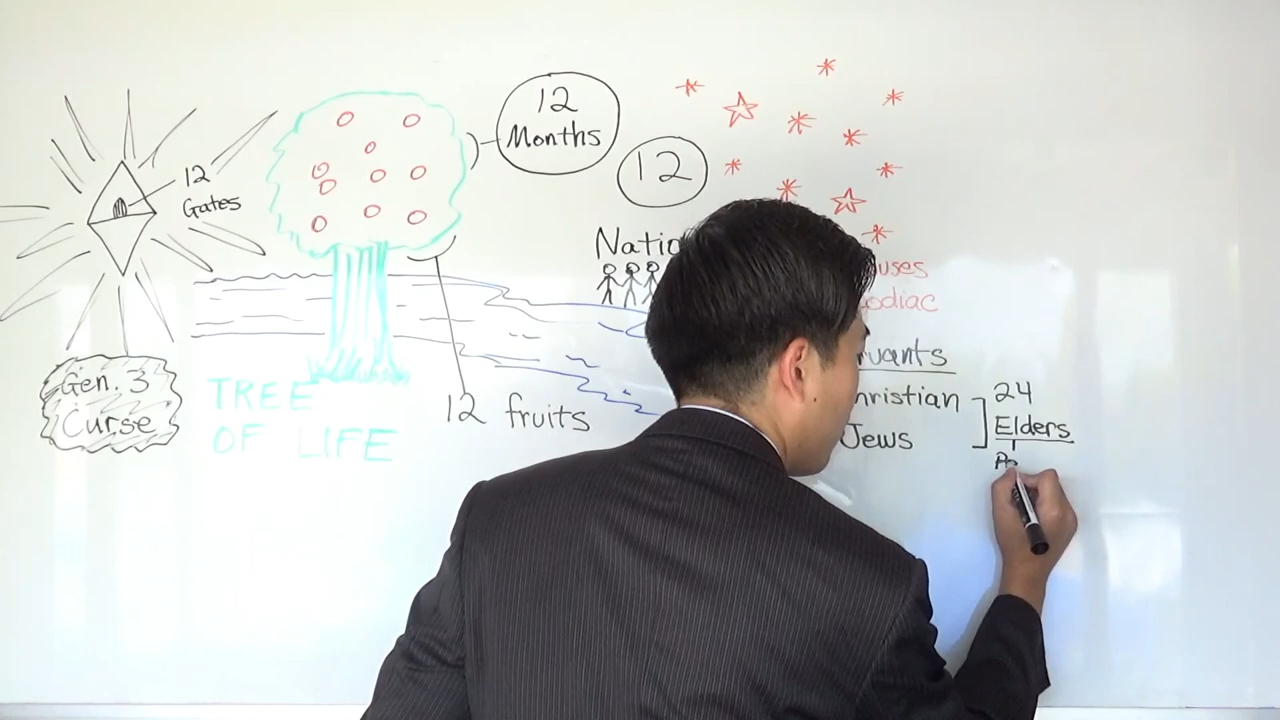 12
Gates
Gen. 3
Curse
TREE
OF LIFE
12
Months
12 fruits
12
24
Elders
Jews